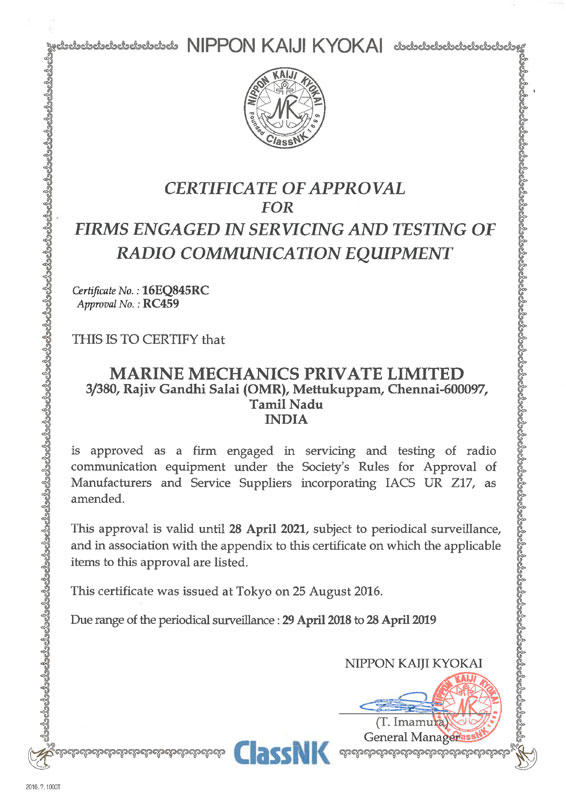 NIPPON KAIJI KYOKAI
NIPPON KAIJI KYOKAI
NK
Founded 1899
ClassNK
CERTIFICATE OF APPROVAL
FOR
FIRMS ENGAGED IN SERVICING AND TESTING OF
RADIO COMMUNICATION EQUIPMENT
Certificate No. : 16EQ845RC
Approval No. : RC459
THIS IS TO CERTIFY that
MARINE MECHANICS PRIVATE LIMITED
3/380, Rajiv Gandhi Salai (OMR), Mettukuppam, Chennai-600097,
Tamil Nadu
INDIA
is approved as a firm engaged in servicing and testing of radio
communication equipment under the Society's Rules for Approval of
Manufacturers and Service Suppliers incorporating IACS UR Z17, as
amended.
This approval is valid until 28 April 2021, subject to periodical surveillance,
and in association with the appendix to this certificate on which the applicable
items to this approval are listed.
This certificate was issued at Tokyo on 25 August 2016.
Due range of the periodical surveillance : 29 April 2018 to 28 April 2019
NIPPON KAIJI KYOKAI
NIPPON KAIJI KYOKAI
NK
ClassNK
(T. Imamura)
General Manager
ClassNK